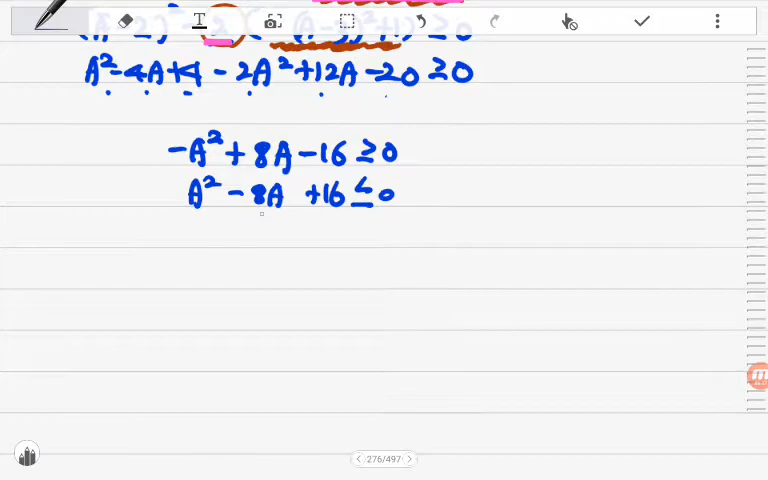 T
A² - 4A + 4 - 2A² + 12A - 20 ≥ 0
-A² + 8A - 16 ≥ 0
A² - 8A + 16 ≤ 0
276/497